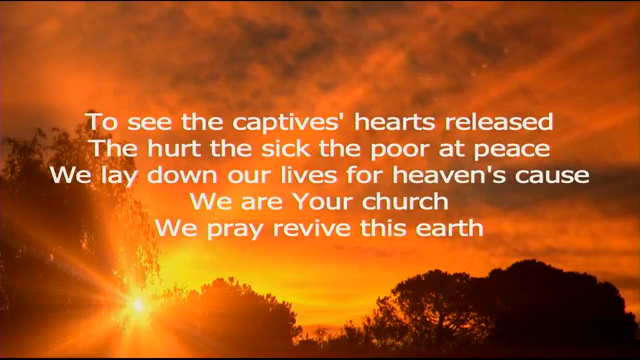 To see the captives' hearts released
The hurt the sick the poor at peace
We lay down our lives for heaven's cause
We are Your church
We pray revive this earth